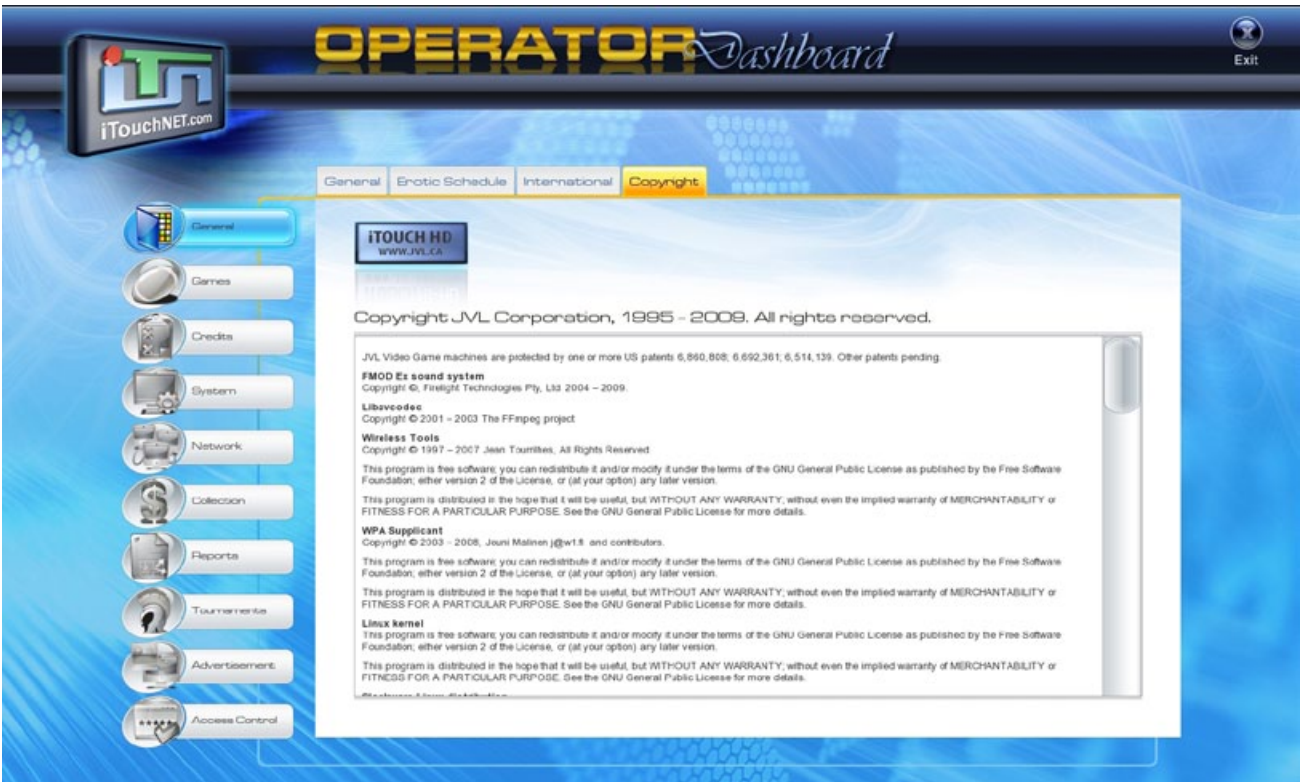 OPERATOR Dashboard
Exit
iTn
iTouchNET.com
General Erotic Schedule International Copyright
General
Games
Credits
System
Network
Collection
Reports
Tournaments
Advertisement
Access Control
iTOUCH HD
WWW.JVL.CA
Copyright JVL Corporation, 1995 - 2009. All rights reserved.
JVL Video Game machines are protected by one or more US patents 6,860,808; 6,692,361; 6,514,139. Other patents pending.
FMOD Ex sound system
Copyright ©, Firelight Technologies Pty, Ltd 2004 – 2009.
Libavcodec
Copyright © 2001 – 2003 The FFmpeg project
Wireless Tools
Copyright © 1997 – 2007 Jean Tourrilhes, All Rights Reserved
This program is free software; you can redistribute it and/or modify it under the terms of the GNU General Public License as published by the Free Software
Foundation; either version 2 of the License, or (at your option) any later version.
This program is distributed in the hope that it will be useful, but WITHOUT ANY WARRANTY; without even the implied warranty of MERCHANTABILITY or
FITNESS FOR A PARTICULAR PURPOSE. See the GNU General Public License for more details.
WPA Supplicant
Copyright © 2003 - 2008, Jouni Malinen j@w1.fi and contributors.
This program is free software; you can redistribute it and/or modify it under the terms of the GNU General Public License as published by the Free Software
Foundation; either version 2 of the License, or (at your option) any later version.
This program is distributed in the hope that it will be useful, but WITHOUT ANY WARRANTY; without even the implied warranty of MERCHANTABILITY or
FITNESS FOR A PARTICULAR PURPOSE. See the GNU General Public License for more details.
Linux kernel
This program is free software; you can redistribute it and/or modify it under the terms of the GNU General Public License as published by the Free Software
Foundation; either version 2 of the License, or (at your option) any later version.
This program is distributed in the hope that it will be useful, but WITHOUT ANY WARRANTY; without even the implied warranty of MERCHANTABILITY or
FITNESS FOR A PARTICULAR PURPOSE. See the GNU General Public License for more details.